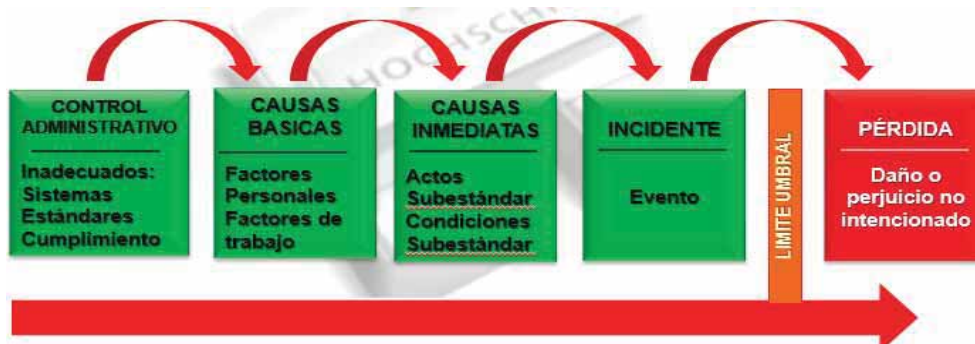 HOCHSCH
CONTROL
ADMINISTRATIVO
Inadecuados:
Sistemas
Estándares
Cumplimiento
CAUSAS
BASICAS
Factores
Personales
Factores de
trabajo
CAUSAS
INMEDIATAS
Actos
Subestándar
Condiciones
Subestándar
INCIDENTE
Evento
LIMITE UMBRAL
PÉRDIDA
Daño o
perjuicio no
intencionado